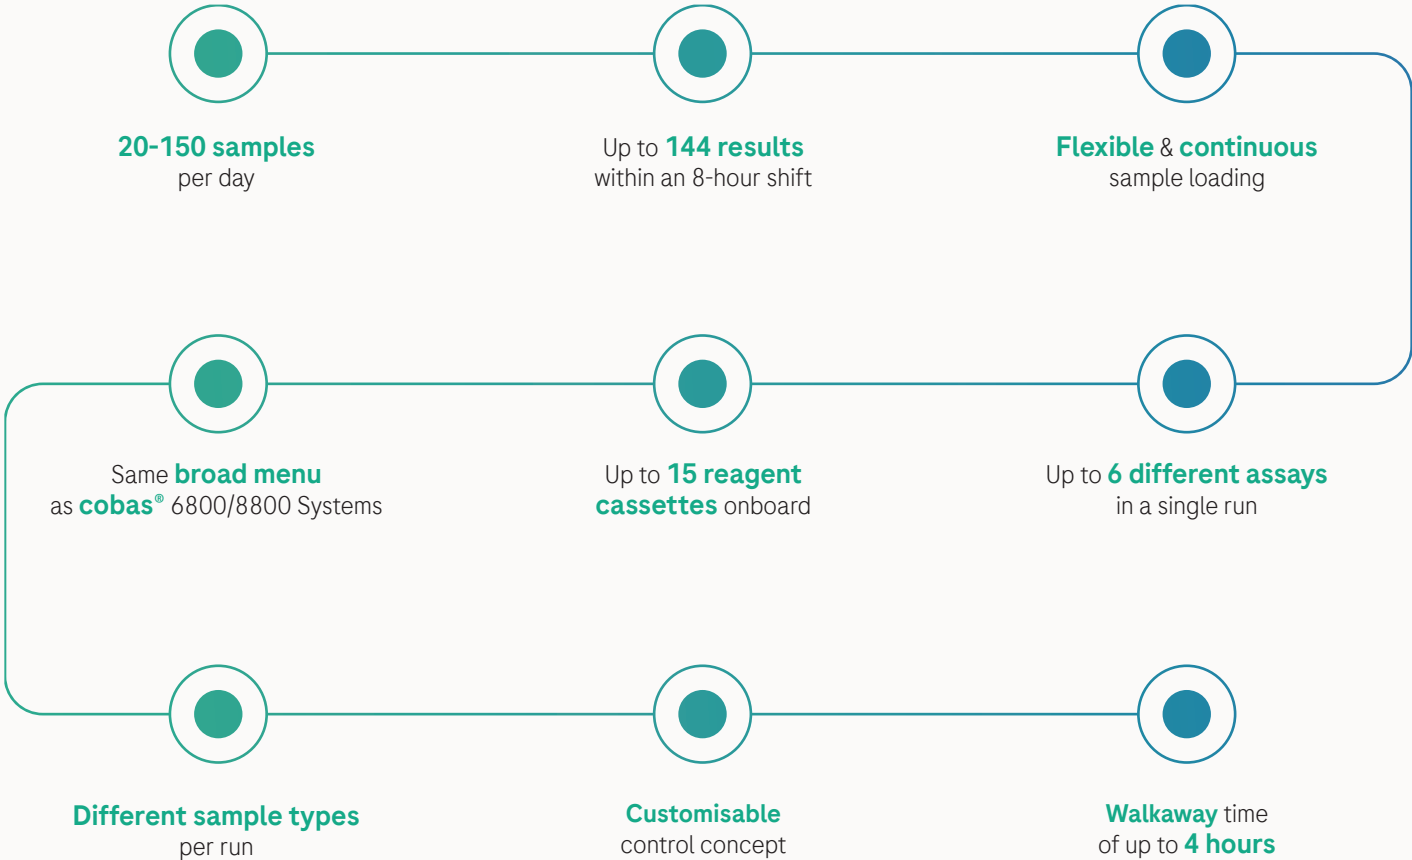 20-150 samples
per day
Up to 144 results
within an 8-hour shift
Flexible & continuous
sample loading
Same broad menu
as cobas® 6800/8800 Systems
Up to 15 reagent
cassettes onboard
Up to 6 different assays
in a single run
Different sample types
per run
Customisable
control concept
Walkaway time
of up to 4 hours